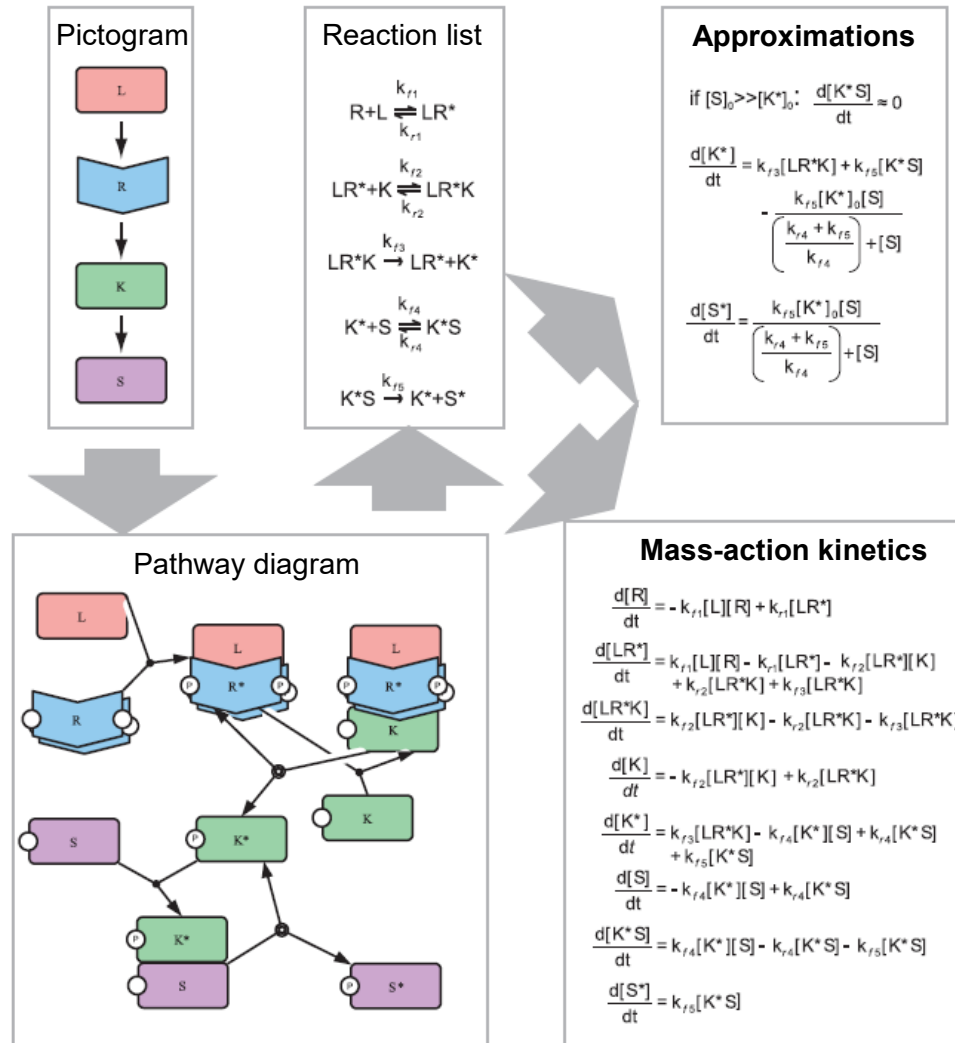 Pictogram
L
R
K
S
Reaction list
k_f1
R+L ⇌ LR*
k_r1
k_f2
LR*+K ⇌ LR*K
k_r2
k_f3
LR*K → LR*+K*
k_f4
K*+S ⇌ K*S
k_r4
k_f5
K*S → K*+S*
Approximations
if [S]₀>>[K*]₀: d[K*S]/dt ≈ 0
d[K*]/dt = k_f3[LR*K] + k_f5[K*S]
- k_f5[K*]₀[S] / ((k_r4 + k_f5)/k_f4) + [S]
d[S*]/dt = k_f5[K*]₀[S] / ((k_r4 + k_f5)/k_f4) + [S]
Pathway diagram
L
L
L
P
R*
P
P
R*
P
R
K
K
S
P
K*
P
K*
S
P
S*
Mass-action kinetics
d[R]/dt = - k_f1[L][R] + k_r1[LR*]
d[LR*]/dt = k_f1[L][R] - k_r1[LR*] - k_f2[LR*][K]
+ k_r2[LR*K] + k_f3[LR*K]
d[LR*K]/dt = k_f2[LR*][K] - k_r2[LR*K] - k_f3[LR*K]
d[K]/dt = - k_f2[LR*][K] + k_r2[LR*K]
d[K*]/dt = k_f3[LR*K] - k_f4[K*][S] + k_r4[K*S]
+ k_f5[K*S]
d[S]/dt = - k_f4[K*][S] + k_r4[K*S]
d[K*S]/dt = k_f4[K*][S] - k_r4[K*S] - k_f5[K*S]
d[S*]/dt = k_f5[K*S]